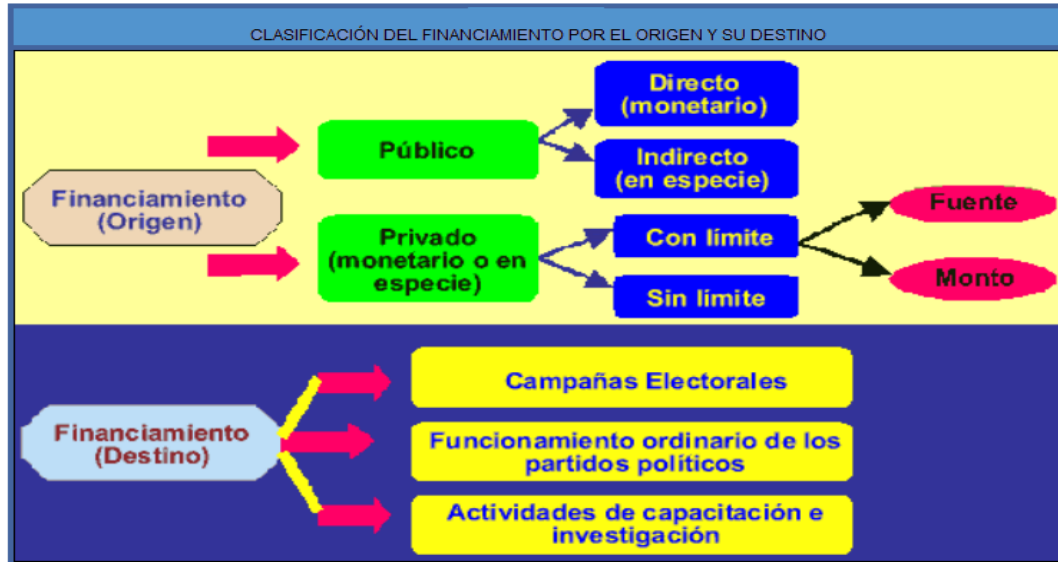 CLASIFICACIÓN DEL FINANCIAMIENTO POR EL ORIGEN Y SU DESTINO
Financiamiento
(Origen)
Público
Directo
(monetario)
Indirecto
(en especie)
Privado
(monetario o en
especie)
Con límite
Sin límite
Fuente
Monto
Financiamiento
(Destino)
Campañas Electorales
Funcionamiento ordinario de los
partidos políticos
Actividades de capacitación e
investigación